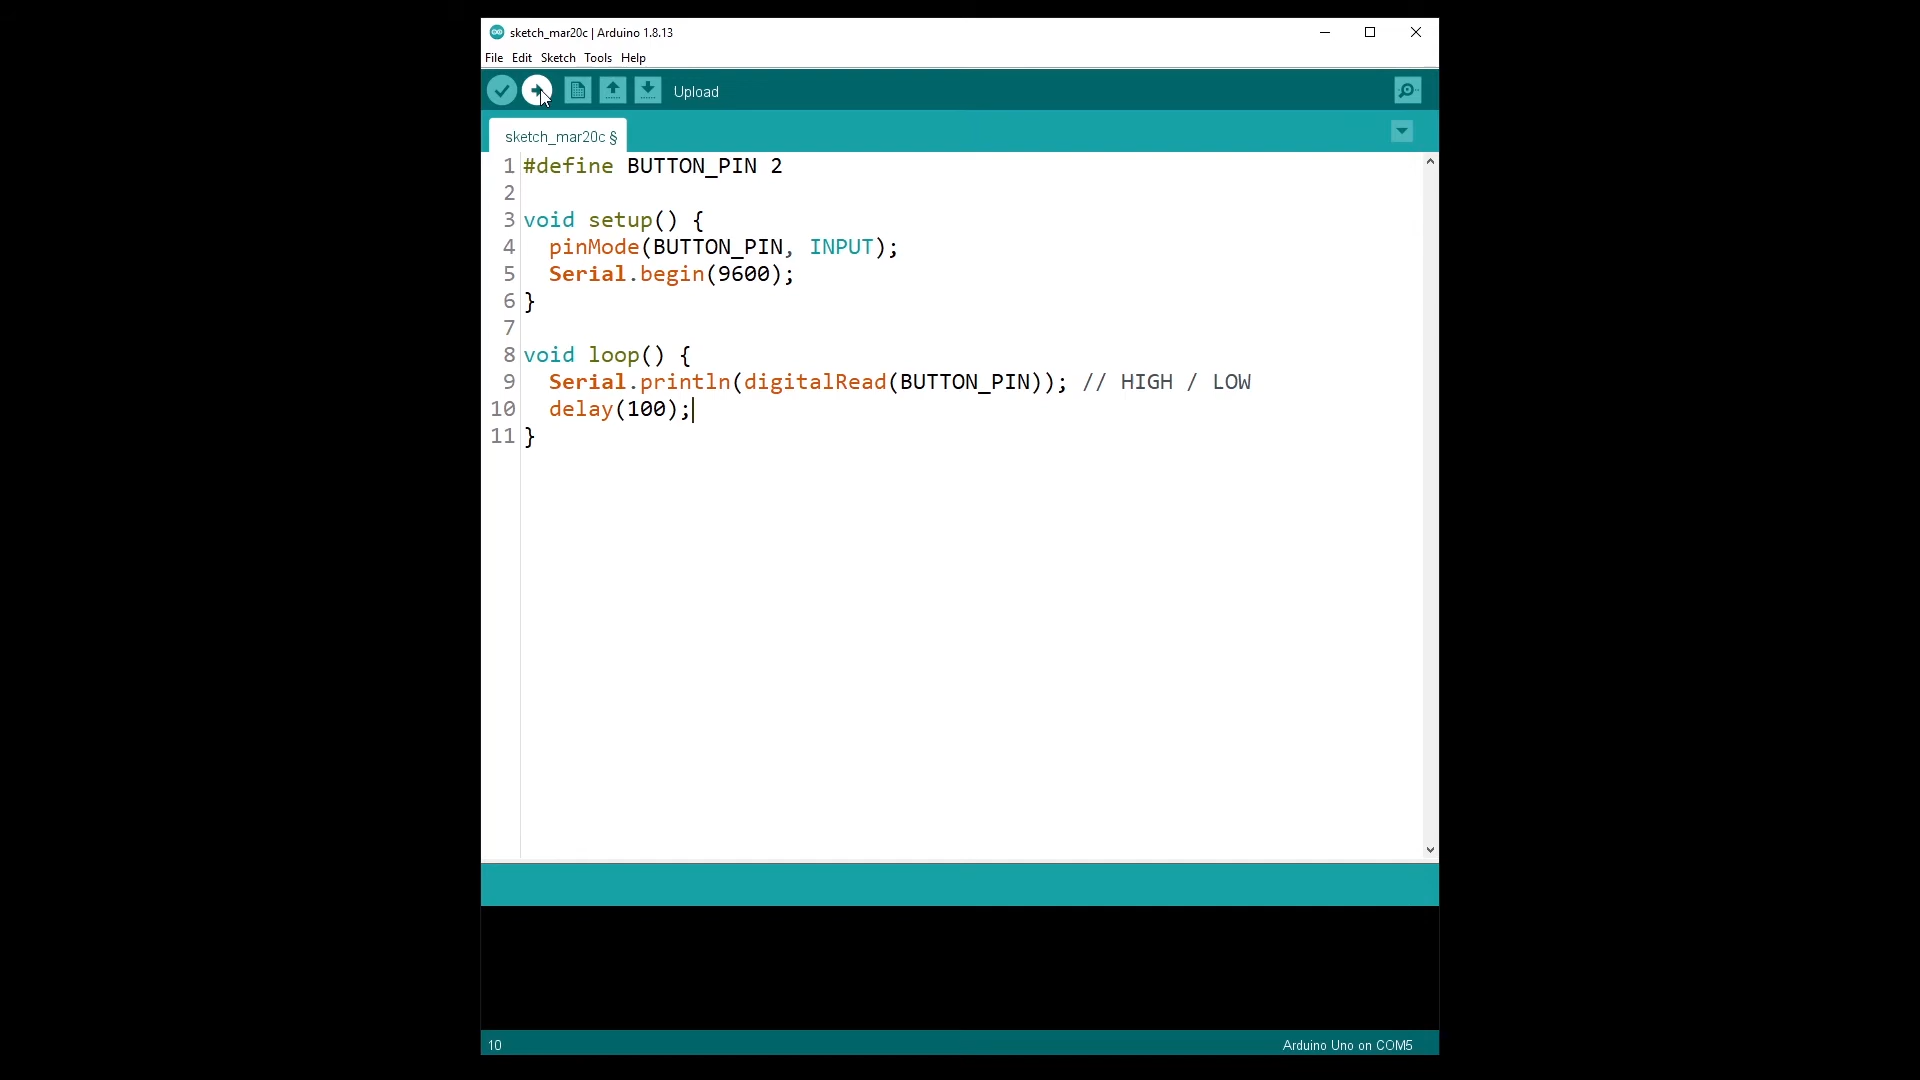 sketch_mar20c | Arduino 1.8.13
File Edit Sketch Tools Help
Upload
sketch_mar20c §
1 #define BUTTON_PIN 2
2
3 void setup() {
4   pinMode(BUTTON_PIN, INPUT);
5   Serial.begin(9600);
6 }
7
8 void loop() {
9   Serial.println(digitalRead(BUTTON_PIN)); // HIGH / LOW
10   delay(100);
11 }
10 Arduino Uno on COM5